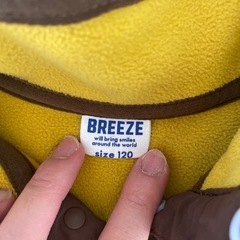 BREEZE
will bring smiles
around the world
size 120